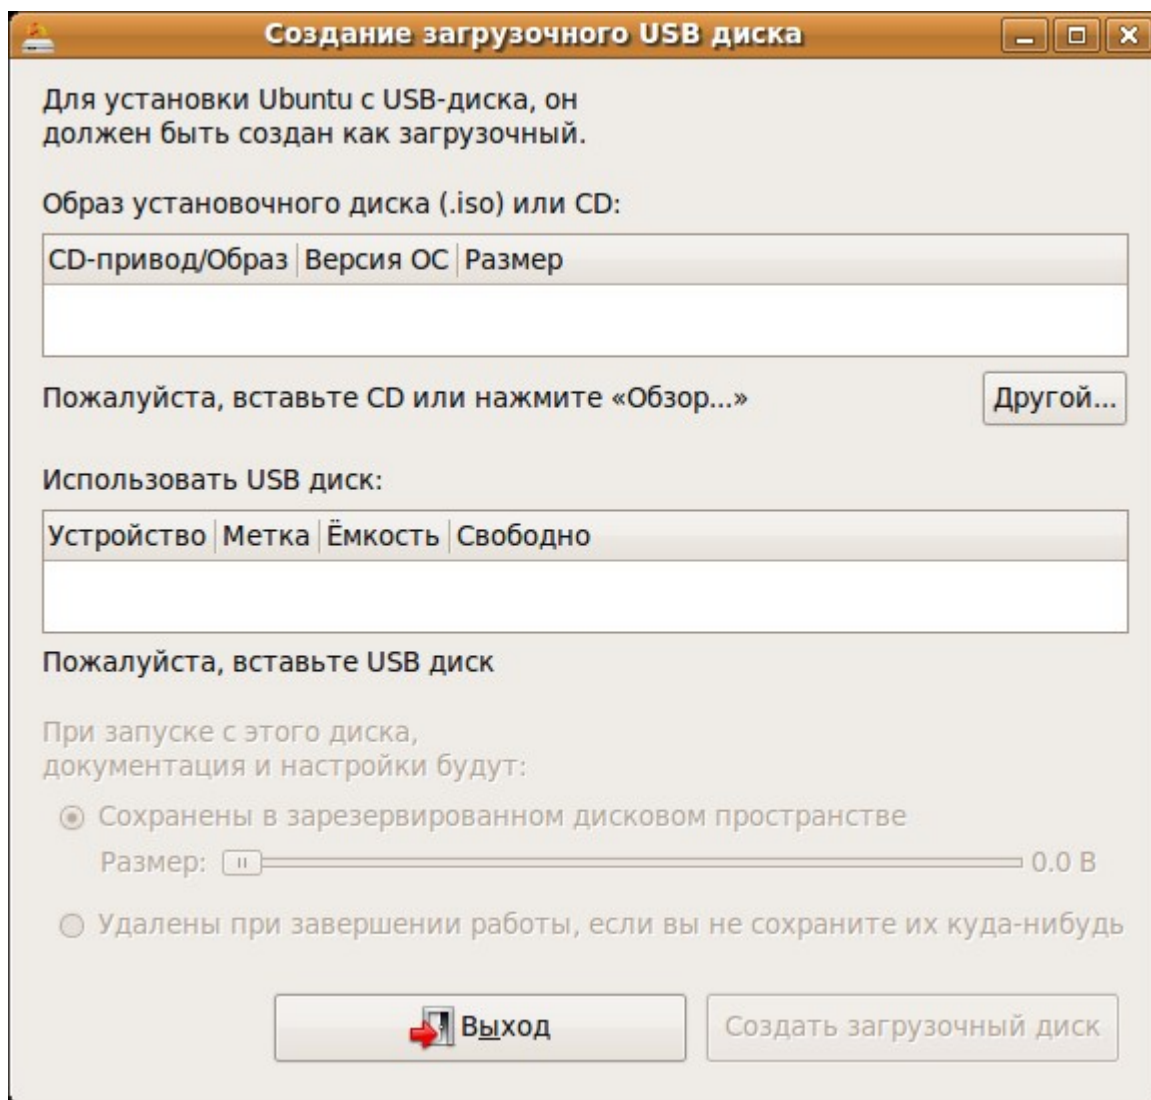 Создание загрузочного USB диска
Для установки Ubuntu с USB-диска, он
должен быть создан как загрузочный.
Образ установочного диска (.iso) или CD:
CD-привод/Образ Версия ОС Размер
Пожалуйста, вставьте CD или нажмите «Обзор...»
Другой...
Использовать USB диск:
Устройство Метка Ёмкость Свободно
Пожалуйста, вставьте USB диск
При запуске с этого диска,
документация и настройки будут:
Сохранены в зарезервированном дисковом пространстве
Размер: 0.0 B
Удалены при завершении работы, если вы не сохраните их куда-нибудь
Выход
Создать загрузочный диск